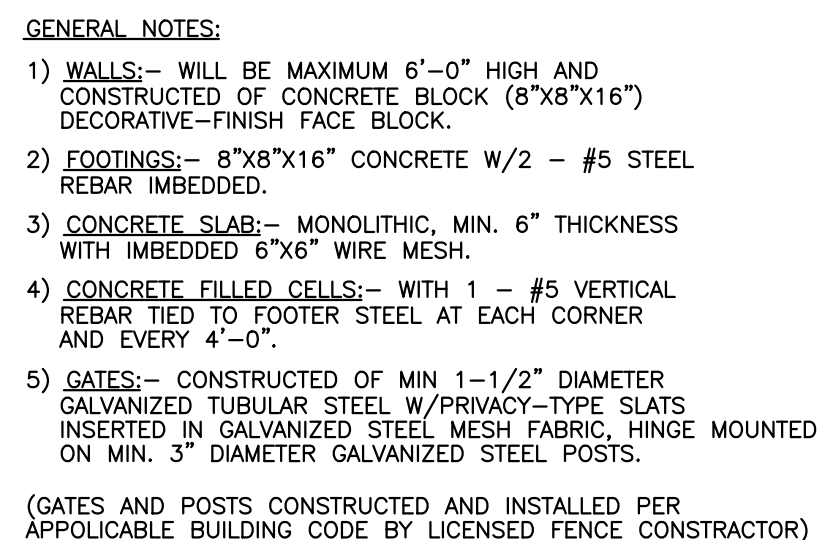 GENERAL NOTES:
1) WALLS:– WILL BE MAXIMUM 6'–0" HIGH AND
CONSTRUCTED OF CONCRETE BLOCK (8"X8"X16")
DECORATIVE–FINISH FACE BLOCK.
2) FOOTINGS:– 8"X8"X16" CONCRETE W/2 – #5 STEEL
REBAR IMBEDDED.
3) CONCRETE SLAB:– MONOLITHIC, MIN. 6" THICKNESS
WITH IMBEDDED 6"X6" WIRE MESH.
4) CONCRETE FILLED CELLS:– WITH 1 – #5 VERTICAL
REBAR TIED TO FOOTER STEEL AT EACH CORNER
AND EVERY 4'–0".
5) GATES:– CONSTRUCTED OF MIN 1–1/2" DIAMETER
GALVANIZED TUBULAR STEEL W/PRIVACY–TYPE SLATS
INSERTED IN GALVANIZED STEEL MESH FABRIC, HINGE MOUNTED
ON MIN. 3" DIAMETER GALVANIZED STEEL POSTS.
(GATES AND POSTS CONSTRUCTED AND INSTALLED PER
APPOLICABLE BUILDING CODE BY LICENSED FENCE CONSTRACTOR)